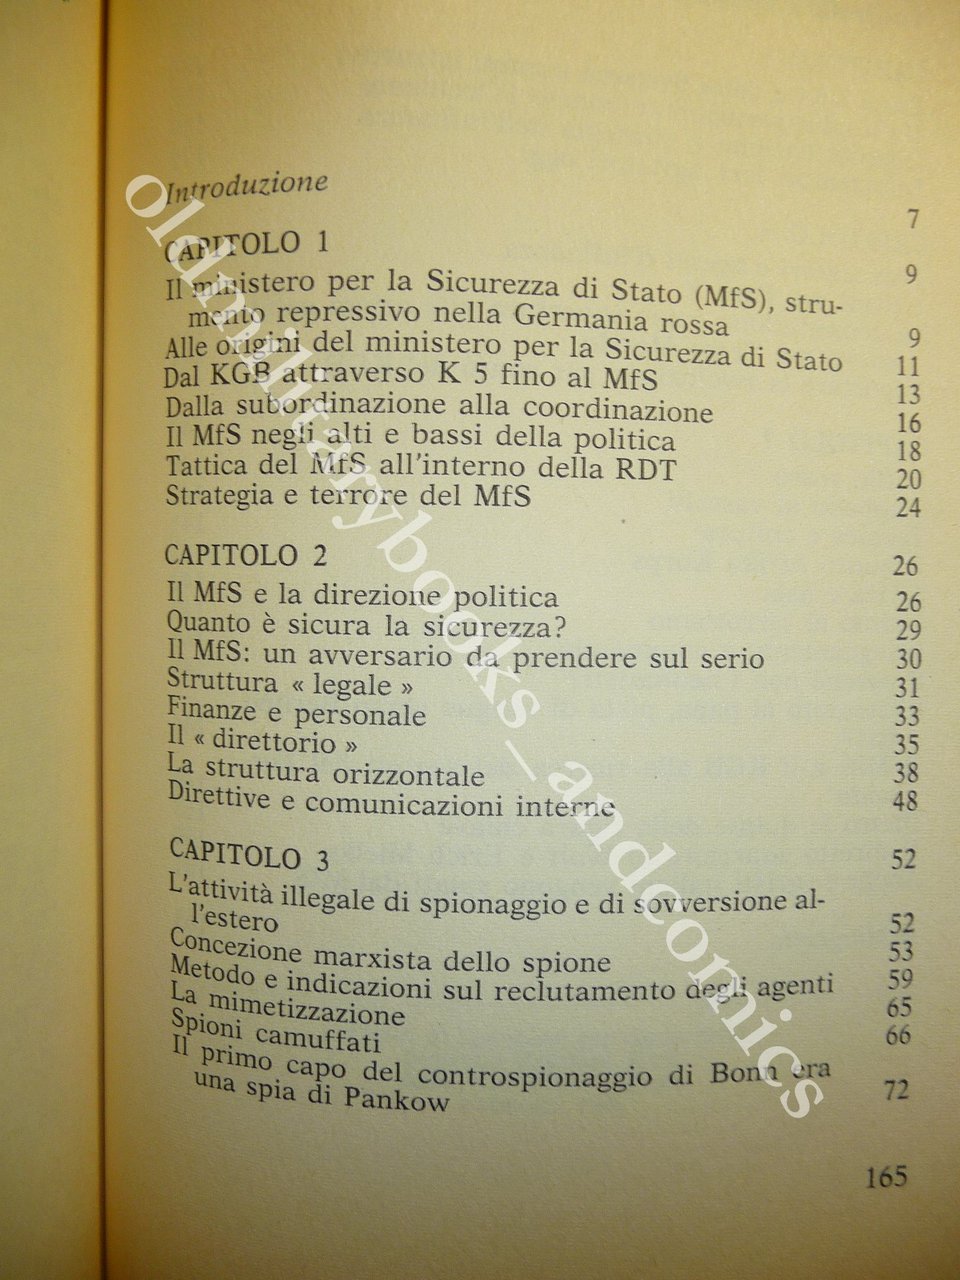 Introduzione 7
CAPITOLO 1 9
Il ministero per la Sicurezza di Stato (MfS), stru-
mento repressivo nella Germania rossa 9
Alle origini del ministero per la Sicurezza di Stato 11
Dal KGB attraverso K 5 fino al MfS 13
Dalla subordinazione alla coordinazione 16
Il MfS negli alti e bassi della politica 18
Tattica del MfS all'interno della RDT 20
Strategia e terrore del MfS 24
CAPITOLO 2 26
Il MfS e la direzione politica 26
Quanto è sicura la sicurezza? 29
Il MfS: un avversario da prendere sul serio 30
Struttura « legale » 31
Finanze e personale 33
Il « direttorio » 35
La struttura orizzontale 38
Direttive e comunicazioni interne 48
CAPITOLO 3 52
L'attività illegale di spionaggio e di sovversione al-
l'estero 52
Concezione marxista dello spione 53
Metodo e indicazioni sul reclutamento degli agenti 59
La mimetizzazione 65
Spioni camuffati 66
Il primo capo del controspionaggio di Bonn era
una spia di Pankow 72
165
oldmilitarybooks_andcomics